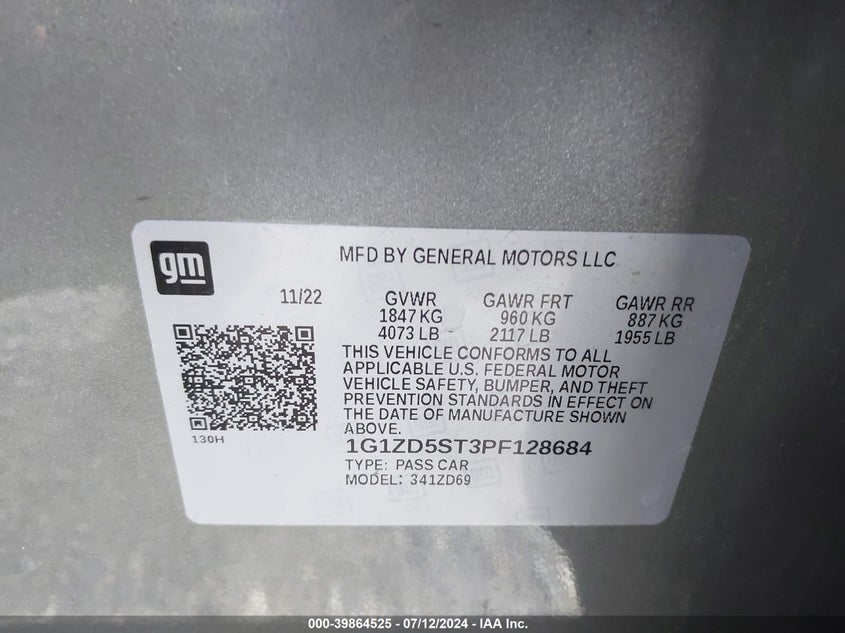 gm
MFD BY GENERAL MOTORS LLC
11/22 GVWR GAWR FRT GAWR RR
1847 KG 960 KG 887 KG
4073 LB 2117 LB 1955 LB
THIS VEHICLE CONFORMS TO ALL
APPLICABLE U.S. FEDERAL MOTOR
VEHICLE SAFETY, BUMPER, AND THEFT
PREVENTION STANDARDS IN EFFECT ON
THE DATE OF MANUFACTURE SHOWN
ABOVE.
130H
1G1ZD5ST3PF128684
TYPE: PASS CAR
MODEL: 341ZD69
000-39864525 - 07/12/2024 - IAA Inc.